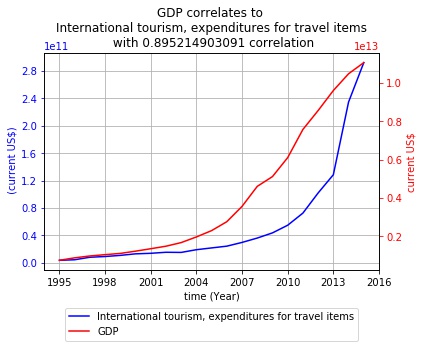 GDP correlates to
International tourism, expenditures for travel items
with 0.895214903091 correlation
1e11
1e13
2.8
2.4
2.0
1.6
1.2
0.8
0.4
0.0
(current US$)
1.0
0.8
0.6
0.4
0.2
current US$
1995 1998 2001 2004 2007 2010 2013 2016
time (Year)
International tourism, expenditures for travel items
GDP